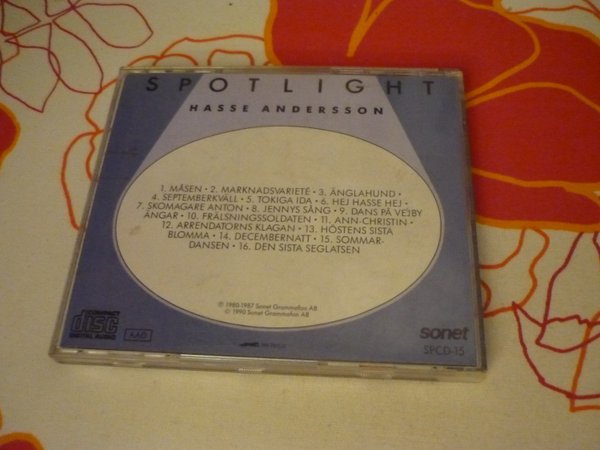 SPOTLIGHT
HASSE ANDERSSON
1. MÅSEN • 2. MARKNADSVARIETÉ • 3. ÄNGLAHUND •
4. SEPTEMBERKVÄLL • 5. TOKIGA IDA • 6. HEJ HASSE HEJ •
7. SKOMAGARE ANTON • 8. JENNYS SÅNG • 9. DANS PÅ VEJBY
ÄNGAR • 10. FRÄLSNINGSSOLDATEN • 11. ANN-CHRISTIN •
12. ARRENDATORNS KLAGAN • 13. HÖSTENS SISTA
BLOMMA • 14. DECEMBERNATT • 15. SOMMAR-
DANSEN • 16. DEN SISTA SEGLATSEN
℗ 1980-1987 Sonet Grammofon AB
© 1990 Sonet Grammofon AB
COMPACT
disc
DIGITAL AUDIO
AAD
sonet
SPCD-15